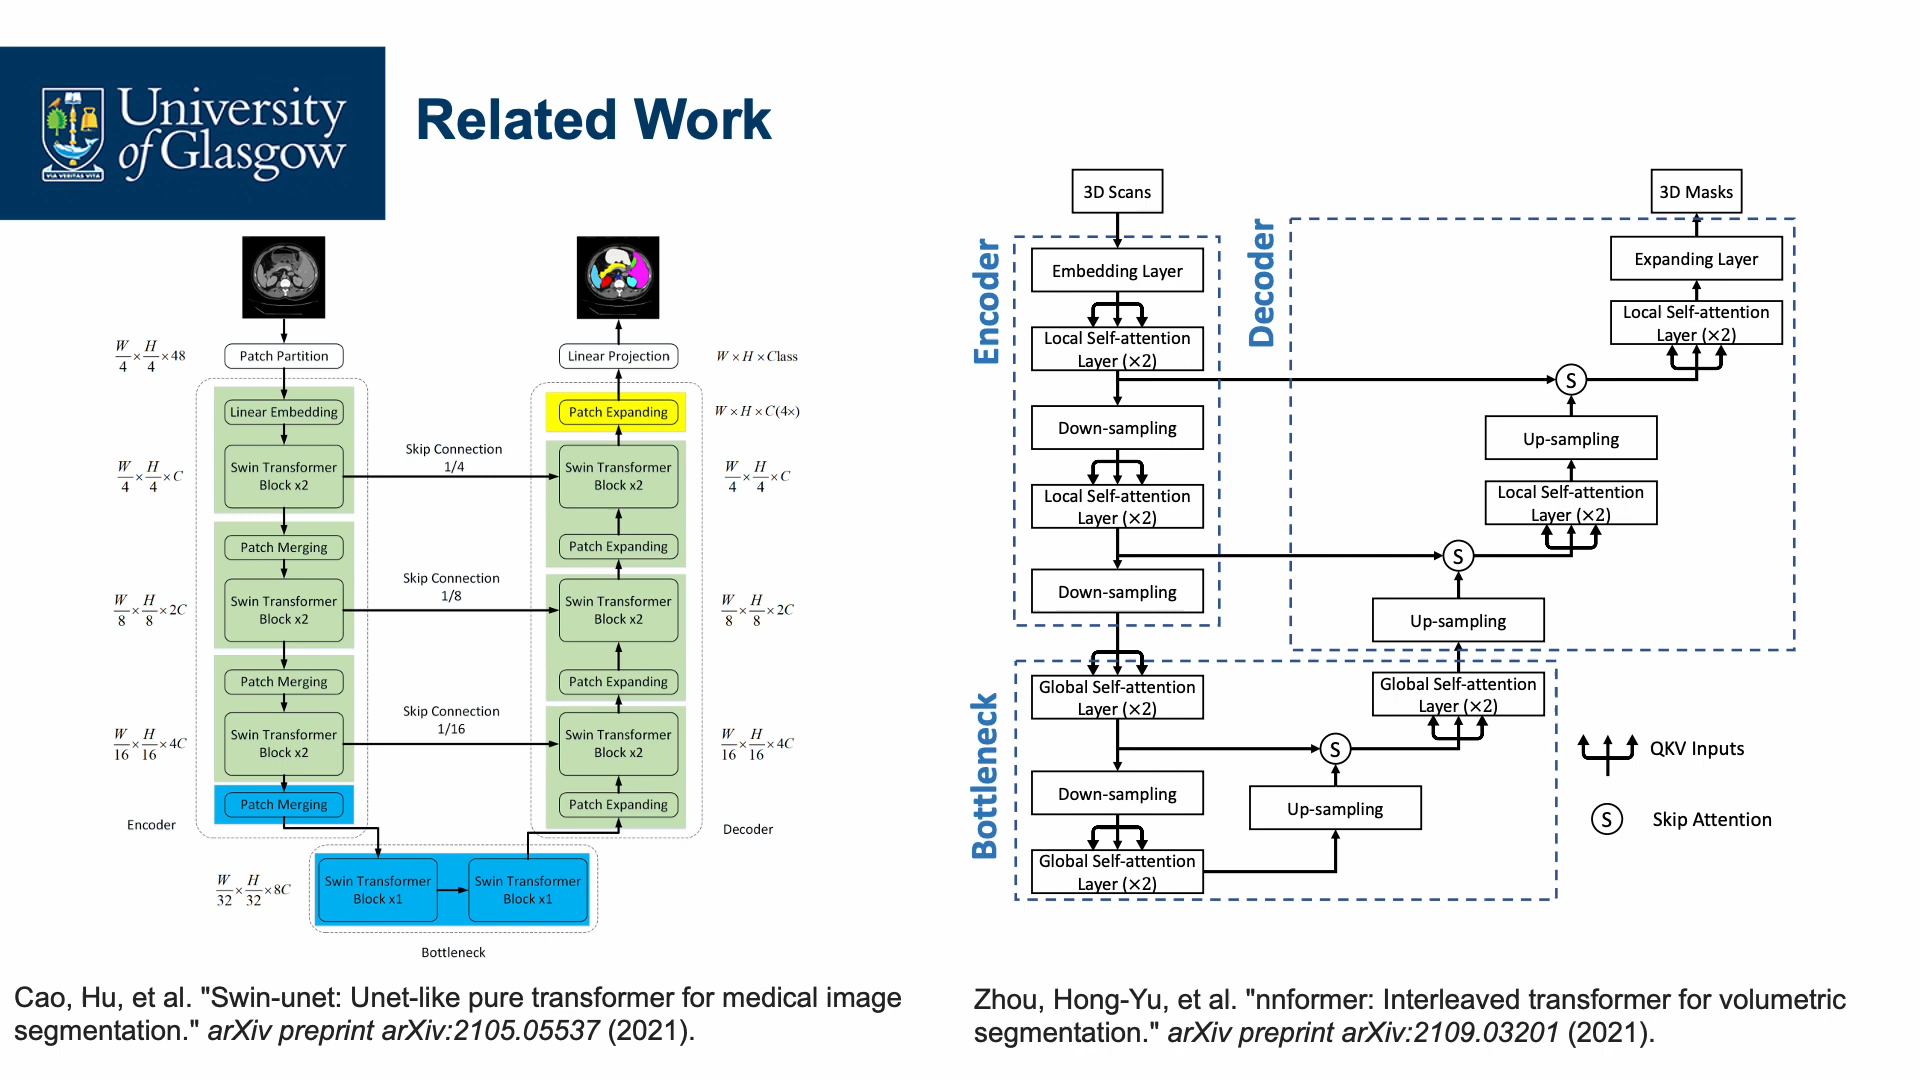 University
of Glasgow
VIA VERITAS VITA
Related Work
W/4 × H/4 × 48
Patch Partition
Linear Embedding
W/4 × H/4 × C
Swin Transformer
Block x2
Patch Merging
W/8 × H/8 × 2C
Swin Transformer
Block x2
Patch Merging
W/16 × H/16 × 4C
Swin Transformer
Block x2
Patch Merging
Encoder
Skip Connection
1/4
Skip Connection
1/8
Skip Connection
1/16
W/32 × H/32 × 8C
Swin Transformer
Block x1
Swin Transformer
Block x1
Bottleneck
Linear Projection
W × H × Class
Patch Expanding
W × H × C(4×)
Swin Transformer
Block x2
W/4 × H/4 × C
Patch Expanding
Swin Transformer
Block x2
W/8 × H/8 × 2C
Patch Expanding
Swin Transformer
Block x2
W/16 × H/16 × 4C
Patch Expanding
Decoder
Cao, Hu, et al. "Swin-unet: Unet-like pure transformer for medical image
segmentation." arXiv preprint arXiv:2105.05537 (2021).
3D Scans
Encoder
Embedding Layer
Local Self-attention
Layer (×2)
Down-sampling
Local Self-attention
Layer (×2)
Down-sampling
Bottleneck
Global Self-attention
Layer (×2)
Down-sampling
Global Self-attention
Layer (×2)
S
Up-sampling
Global Self-attention
Layer (×2)
Decoder
3D Masks
Expanding Layer
Local Self-attention
Layer (×2)
S
Up-sampling
Local Self-attention
Layer (×2)
S
Up-sampling
QKV Inputs
S
Skip Attention
Zhou, Hong-Yu, et al. "nnformer: Interleaved transformer for volumetric
segmentation." arXiv preprint arXiv:2109.03201 (2021).